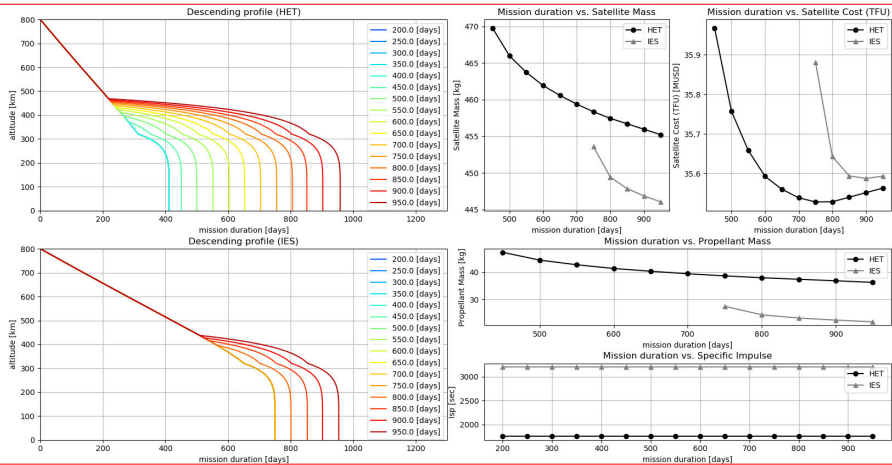 Descending profile (HET)
800
700
600
500
400
300
200
100
0
altitude [km]
0 200 400 600 800 1000 1200
mission duration [days]
200.0 [days]
250.0 [days]
300.0 [days]
350.0 [days]
400.0 [days]
450.0 [days]
500.0 [days]
550.0 [days]
600.0 [days]
650.0 [days]
700.0 [days]
750.0 [days]
800.0 [days]
850.0 [days]
900.0 [days]
950.0 [days]
Mission duration vs. Satellite Mass
470
465
460
455
450
445
Satellite Mass [kg]
500 600 700 800 900
mission duration [days]
HET
IES
Mission duration vs. Satellite Cost (TFU)
35.9
35.8
35.7
35.6
Satellite Cost (TFU) [MUSD]
500 600 700 800 900
mission duration [days]
HET
IES
Descending profile (IES)
800
700
600
500
400
300
200
100
0
altitude [km]
0 200 400 600 800 1000 1200
mission duration [days]
200.0 [days]
250.0 [days]
300.0 [days]
350.0 [days]
400.0 [days]
450.0 [days]
500.0 [days]
550.0 [days]
600.0 [days]
650.0 [days]
700.0 [days]
750.0 [days]
800.0 [days]
850.0 [days]
900.0 [days]
950.0 [days]
Mission duration vs. Propellant Mass
40
30
Propellant Mass [kg]
500 600 700 800 900
mission duration [days]
HET
IES
Mission duration vs. Specific Impulse
3000
2500
2000
Isp [sec]
200 300 400 500 600 700 800 900
mission duration [days]
HET
IES